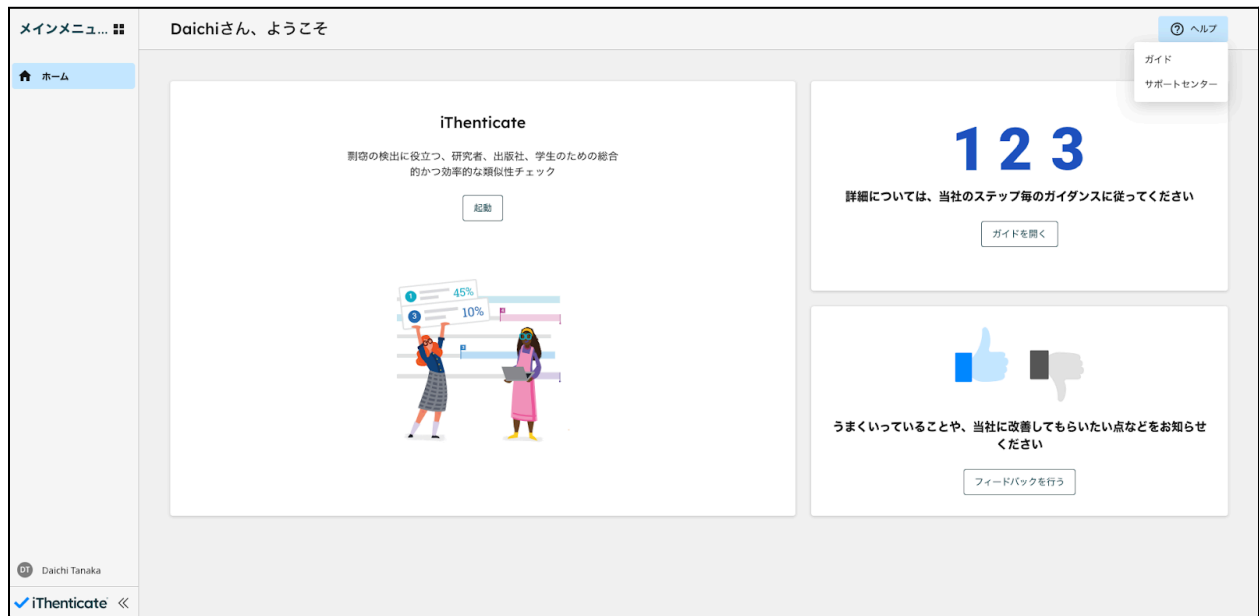 メインメニュ...
Daichiさん、ようこそ
ヘルプ
ガイド
サポートセンター
ホーム
iThenticate
剽窃の検出に役立つ、研究者、出版社、学生のための総合
的かつ効率的な類似性チェック
起動
1 45%
3 10%
1 2 3
詳細については、当社のステップ毎のガイダンスに従ってください
ガイドを開く
うまくいっていることや、当社に改善してもらいたい点などをお知らせ
ください
フィードバックを行う
DT Daichi Tanaka
iThenticate